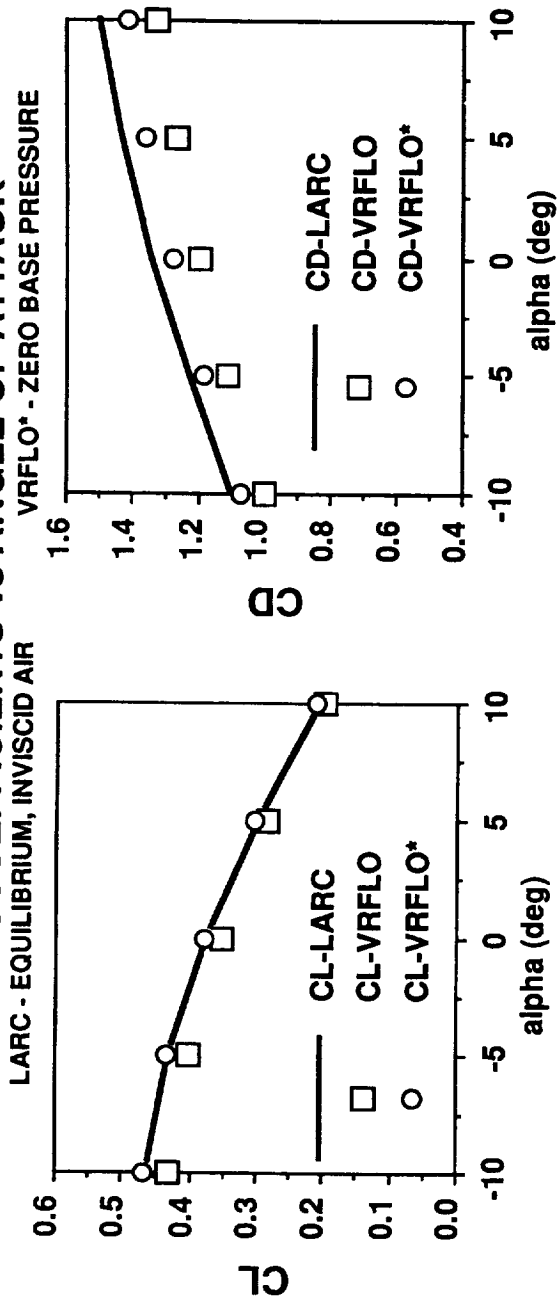 LARC - EQUILIBRIUM, INVISCID AIR
VRFLO* - ZERO BASE PRESSURE
CL
0.6
0.5
0.4
0.3
0.2
0.1
0.0
-10
-5
0
5
10
alpha (deg)
CL-LARC
CL-VRFLO
CL-VRFLO*
CD
1.6
1.4
1.2
1.0
0.8
0.6
0.4
-10
-5
0
5
10
alpha (deg)
CD-LARC
CD-VRFLO
CD-VRFLO*